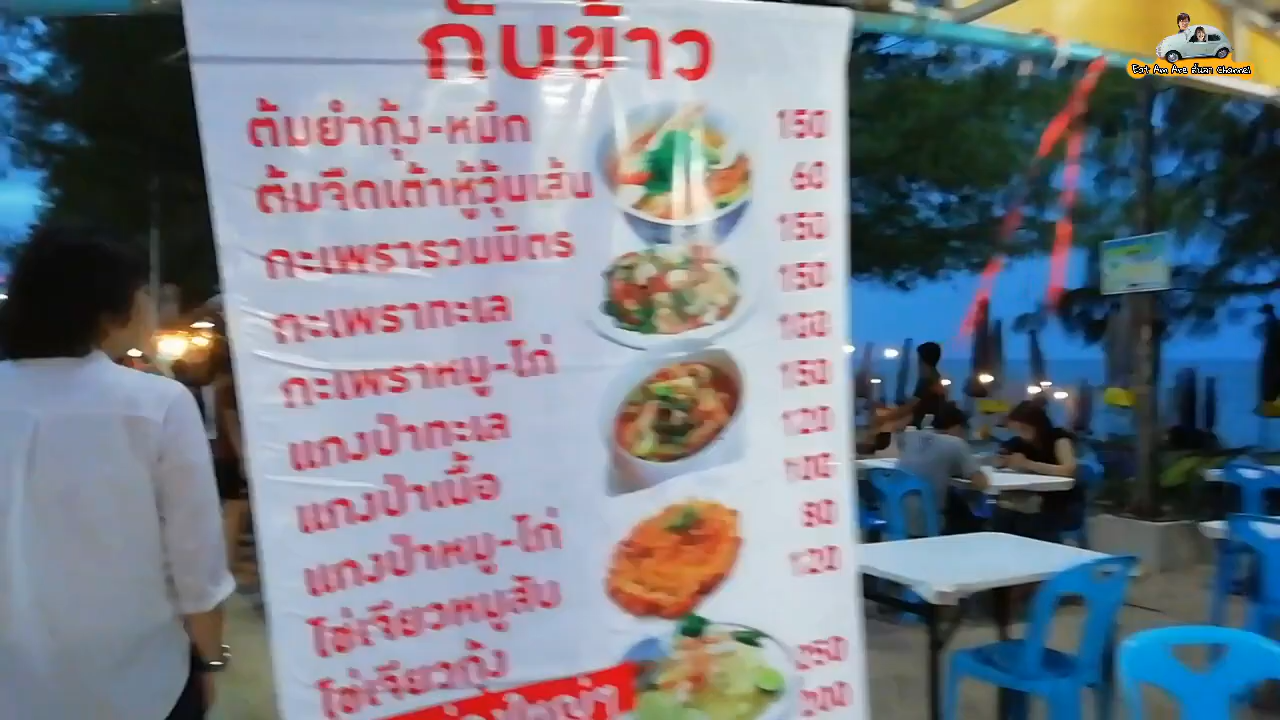 กับข้าว
ต้มยำกุ้ง-หมึก 150
ต้มจืดเต้าหู้วุ้นเส้น 60
กะเพรารวมมิตร 150
กะเพราทะเล 150
กะเพราหมู-ไก่ 100
แกงป่าทะเล 150
แกงป่าเนื้อ 120
แกงป่าหมู-ไก่ 100
ไข่เจียวหมูสับ 80
ไข่เจียวกุ้ง 120
250
200
Eat Am Are Channel